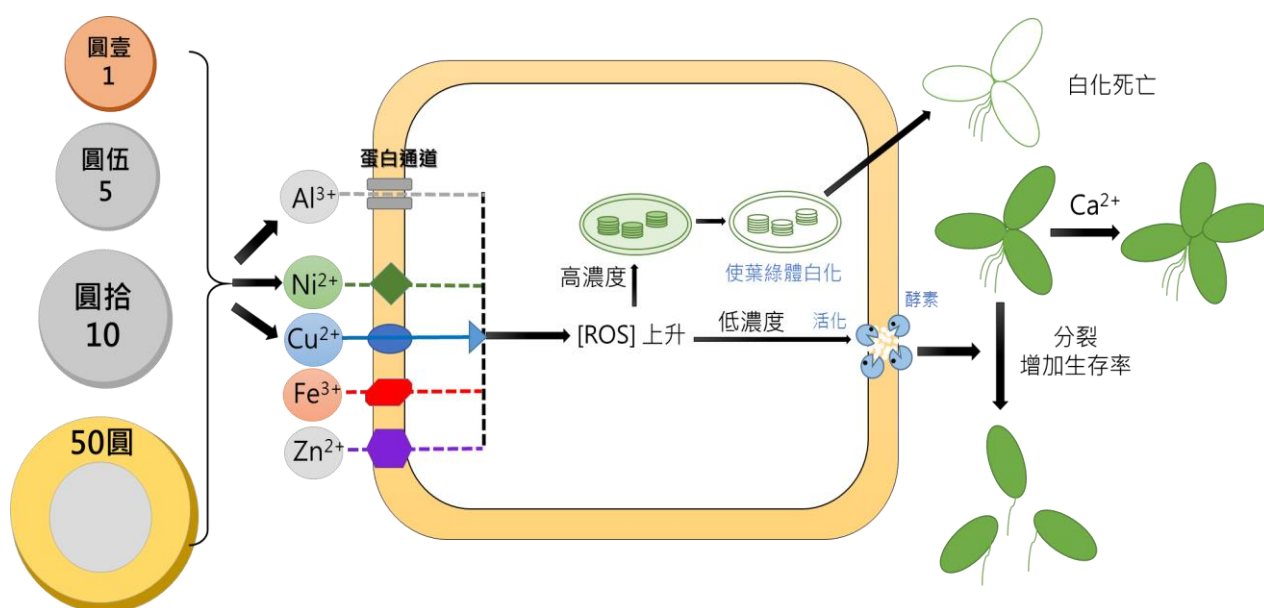 圓壹
1
圓伍
5
圓拾
10
50圓
蛋白通道
Al³⁺
Ni²⁺
Cu²⁺
Fe³⁺
Zn²⁺
高濃度
使葉綠體白化
[ROS] 上升
低濃度
活化
酵素
白化死亡
Ca²⁺
分裂
增加生存率